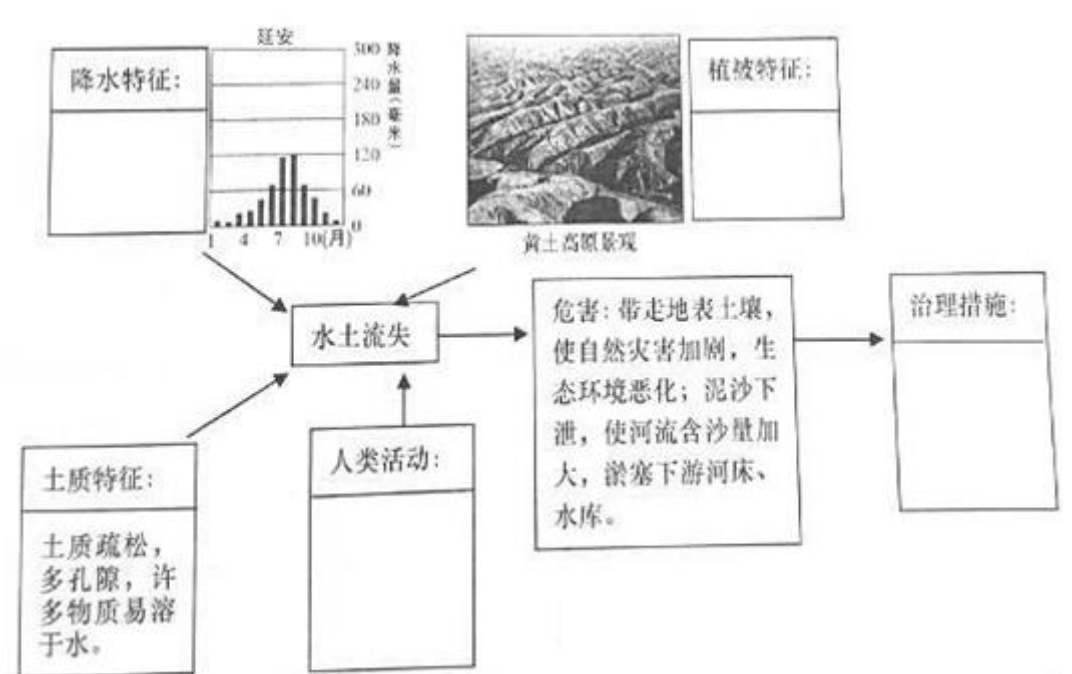 延安
降水特征:
300
240
180
120
60
0
降水量(毫米)
1 4 7 10(月)
植被特征:
黄土高原景观
水土流失
危害: 带走地表土壤,
使自然灾害加剧, 生
态环境恶化; 泥沙下
泄, 使河流含沙量加
大, 淤塞下游河床、
水库。
治理措施:
土质特征:
土质疏松,
多孔隙, 许
多物质易溶
于水。
人类活动: